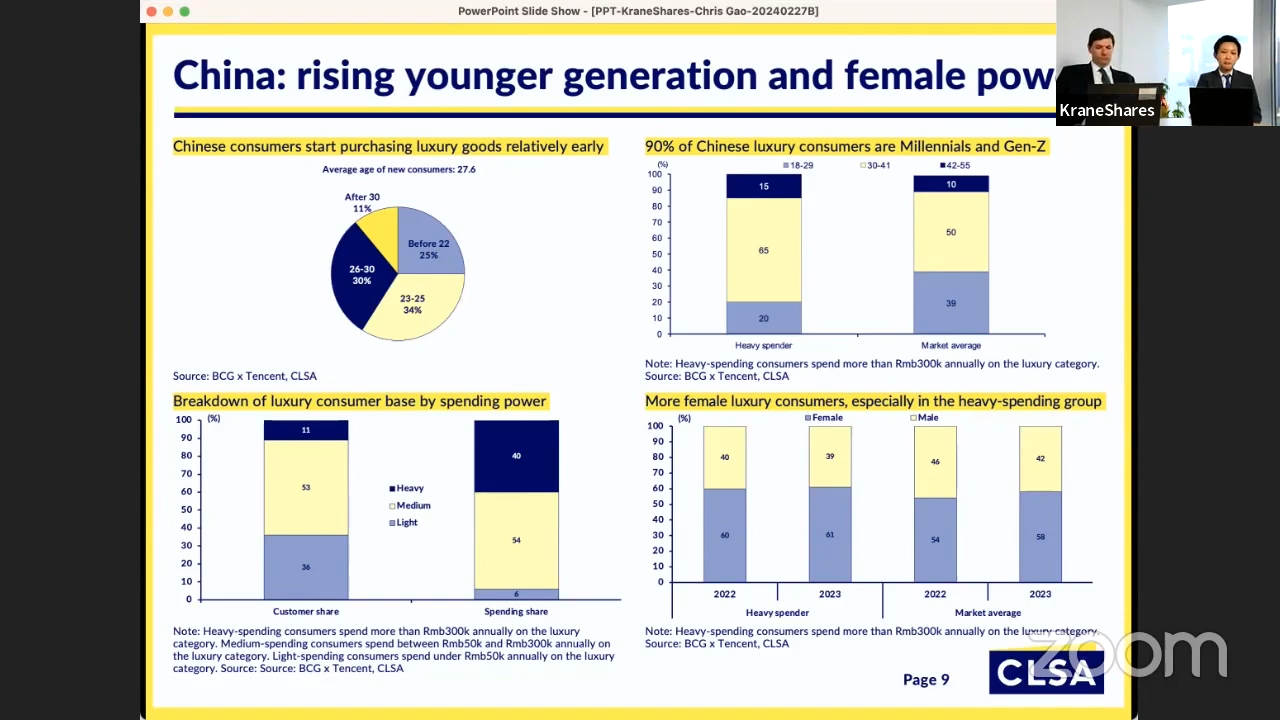 PowerPoint Slide Show - [PPT-KraneShares-Chris Gao-20240227B]
China: rising younger generation and female pow
KraneShares
Chinese consumers start purchasing luxury goods relatively early
Average age of new consumers: 27.6
After 30
11%
Before 22
25%
26-30
30%
23-25
34%
Source: BCG x Tencent, CLSA
90% of Chinese luxury consumers are Millennials and Gen-Z
(%)
18-29
30-41
42-55
100
90
80
70
60
50
40
30
20
10
0
15
65
20
10
50
39
Heavy spender
Market average
Note: Heavy-spending consumers spend more than Rmb300k annually on the luxury category.
Source: BCG x Tencent, CLSA
Breakdown of luxury consumer base by spending power
(%)
100
90
80
70
60
50
40
30
20
10
0
11
53
36
Heavy
Medium
Light
40
54
6
Customer share
Spending share
Note: Heavy-spending consumers spend more than Rmb300k annually on the luxury
category. Medium-spending consumers spend between Rmb50k and Rmb300k annually on
the luxury category. Light-spending consumers spend under Rmb50k annually on the luxury
category. Source: Source: BCG x Tencent, CLSA
More female luxury consumers, especially in the heavy-spending group
(%)
Female
Male
100
90
80
70
60
50
40
30
20
10
0
40
60
39
61
46
54
42
58
2022
2023
2022
2023
Heavy spender
Market average
Note: Heavy-spending consumers spend more than Rmb300k annually on the luxury category.
Source: BCG x Tencent, CLSA
zoom
Page 9
CLSA